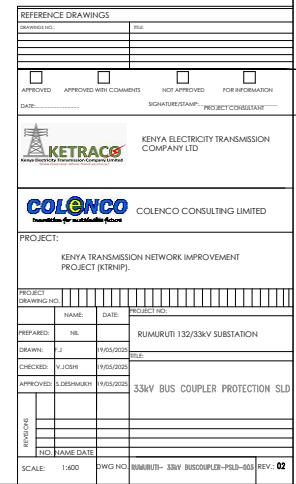 REFERENCE DRAWINGS
DRAWINGS NO.: TITLE:
APPROVED APPROVED WITH COMMENTS NOT APPROVED FOR INFORMATION
DATE:.................... SIGNATURE/STAMP:....................
PROJECT CONSULTANT
KETRACO
Kenya Electricity Transmission Company Limited
KENYA ELECTRICITY TRANSMISSION
COMPANY LTD
COLENCO
Innovation for sustainable future
COLENCO CONSULTING LIMITED
PROJECT:
KENYA TRANSMISSION NETWORK IMPROVEMENT
PROJECT (KTRNIP).
PROJECT
DRAWING NO.
NAME: DATE: PROJECT NO:
PREPARED: NIL RUMURUTI 132/33kV SUBSTATION
DRAWN: F.J 19/05/2025
TITLE:
CHECKED: V.JOSHI 19/05/2025
APPROVED: S.DESHMUKH 19/05/2025 33kV BUS COUPLER PROTECTION SLD
REVISIONS
NO. NAME DATE
SCALE: 1:600 DWG NO. RUMURUTI- 33kV BUSCOUPLER-PSLD-003 REV.: 02